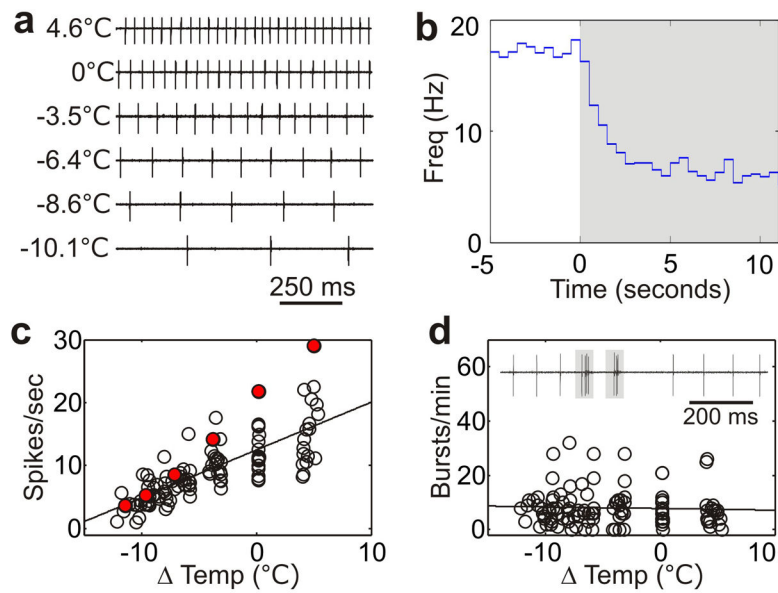 a
4.6°C
0°C
-3.5°C
-6.4°C
-8.6°C
-10.1°C
250 ms
b
20
10
0
Freq (Hz)
-5 0 5 10
Time (seconds)
c
30
20
10
0
Spikes/sec
-10 0 10
Δ Temp (°C)
d
60
40
20
0
Bursts/min
200 ms
-10 0 10
Δ Temp (°C)